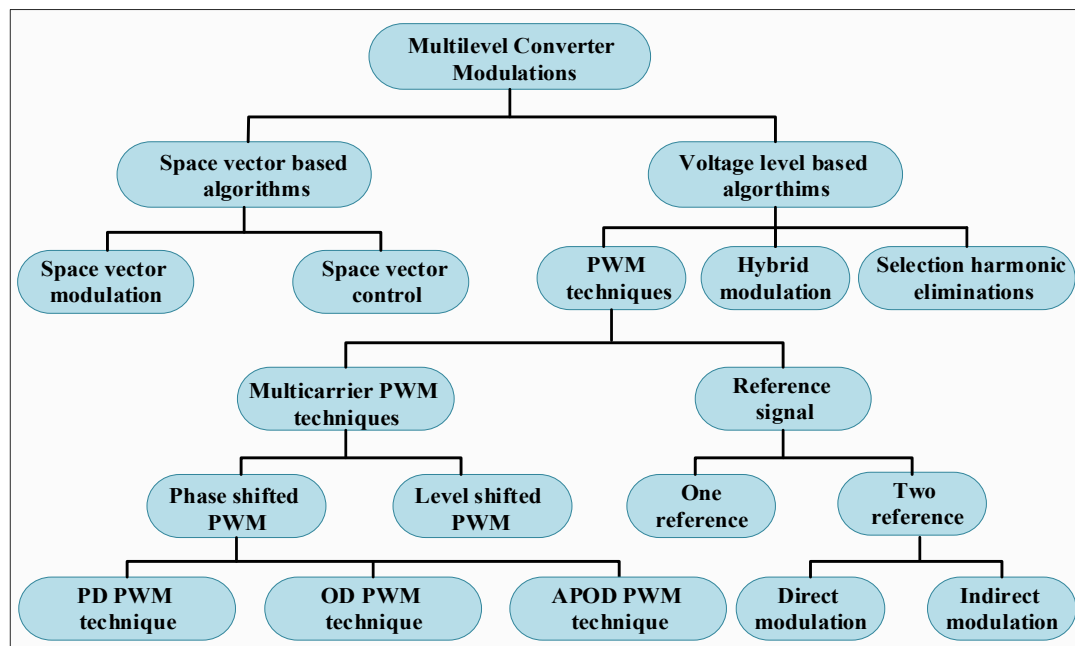 Multilevel Converter
Modulations
Space vector based
algorithms
Voltage level based
algorthims
Space vector
modulation
Space vector
control
PWM
techniques
Hybrid
modulation
Selection harmonic
eliminations
Multicarrier PWM
techniques
Reference
signal
Phase shifted
PWM
Level shifted
PWM
One
reference
Two
reference
PD PWM
technique
OD PWM
technique
APOD PWM
technique
Direct
modulation
Indirect
modulation